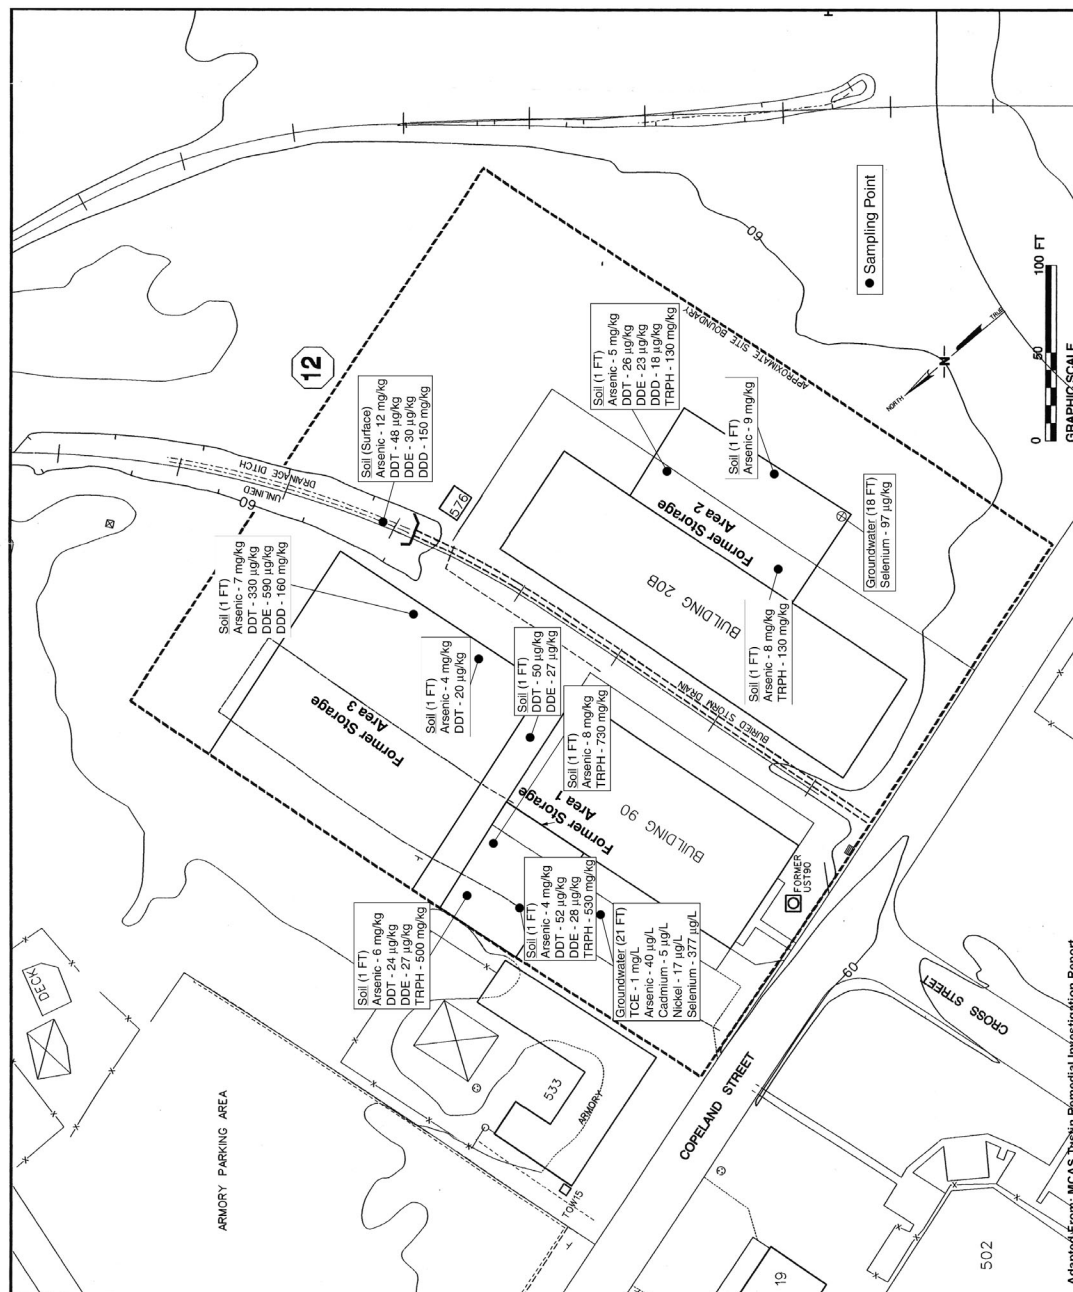 60
● Sampling Point
12
Soil (Surface)
Arsenic - 12 mg/kg
DDT - 48 µg/kg
DDE - 30 µg/kg
DDD - 150 mg/kg
UNLINED
DRAINAGE DITCH
60
576
Soil (1 FT)
Arsenic - 7 mg/kg
DDT - 330 µg/kg
DDE - 590 µg/kg
DDD - 160 mg/kg
Soil (1 FT)
Arsenic - 5 mg/kg
DDT - 26 µg/kg
DDE - 23 µg/kg
DDD - 18 µg/kg
TRPH - 130 mg/kg
APPROXIMATE SITE BOUNDARY
NORTH
N
TRUE
0
50
100 FT
GRAPHIC SCALE
Soil (1 FT)
Arsenic - 9 mg/kg
Former Storage
Area 2
Groundwater (18 FT)
Selenium - 97 µg/kg
BUILDING 20B
Soil (1 FT)
Arsenic - 8 mg/kg
TRPH - 130 mg/kg
Former Storage
Area 3
Soil (1 FT)
Arsenic - 4 mg/kg
DDT - 20 µg/kg
Soil (1 FT)
DDT - 50 µg/kg
DDE - 27 µg/kg
BURIED STORM DRAIN
Soil (1 FT)
Arsenic - 8 mg/kg
TRPH - 730 mg/kg
Former Storage
Area 1
BUILDING 90
FORMER
UST90
Soil (1 FT)
Arsenic - 6 mg/kg
DDT - 24 µg/kg
DDE - 27 µg/kg
TRPH - 500 mg/kg
Soil (1 FT)
Arsenic - 4 mg/kg
DDT - 52 µg/kg
DDE - 28 µg/kg
TRPH - 530 mg/kg
Groundwater (21 FT)
TCE - 1 mg/L
Arsenic - 40 µg/L
Cadmium - 5 µg/L
Nickel - 17 µg/L
Selenium - 377 µg/L
DECK
ARMORY PARKING AREA
533
ARMORY
TOW15
COPELAND STREET
60
CROSS STREET
19
502
Adapted From: MCAS Tustin Remedial Investigation Report